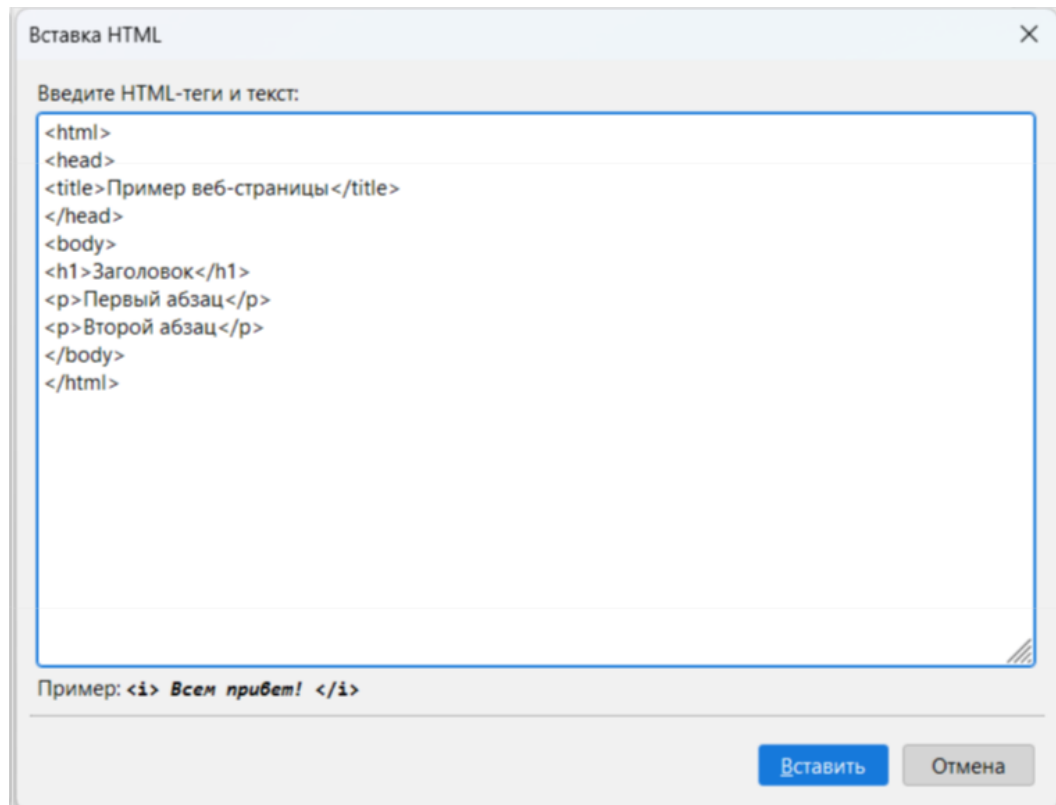 Вставка HTML
Введите HTML-теги и текст:
<html>
<head>
<title>Пример веб-страницы</title>
</head>
<body>
<h1>Заголовок</h1>
<p>Первый абзац</p>
<p>Второй абзац</p>
</body>
</html>
Пример: <i> Всем привет! </i>
Вставить Отмена